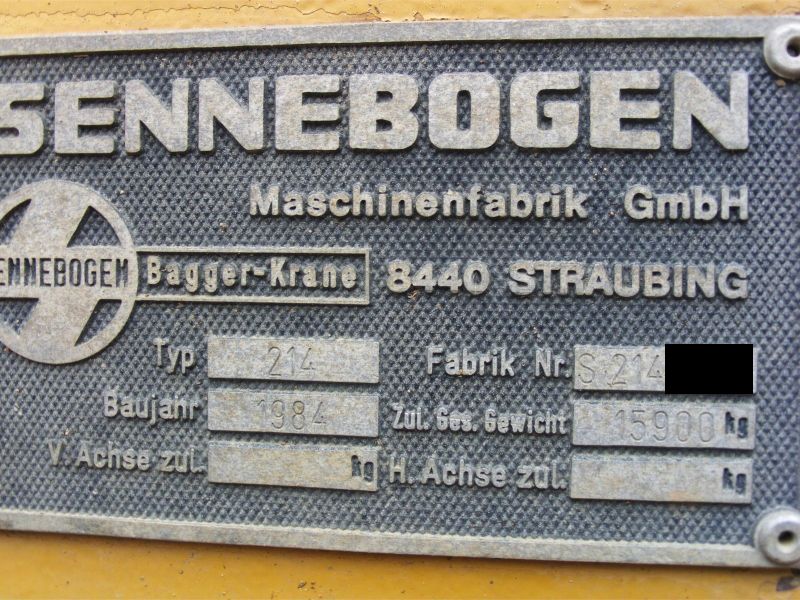 SENNEBOGEN
Maschinenfabrik GmbH
SENNEBOGEN Bagger-Krane 8440 STRAUBING
Typ 214 Fabrik Nr. S 214
Baujahr 1984 Zul. Ges. Gewicht 15900 kg
V. Achse zul. kg H. Achse zul. kg